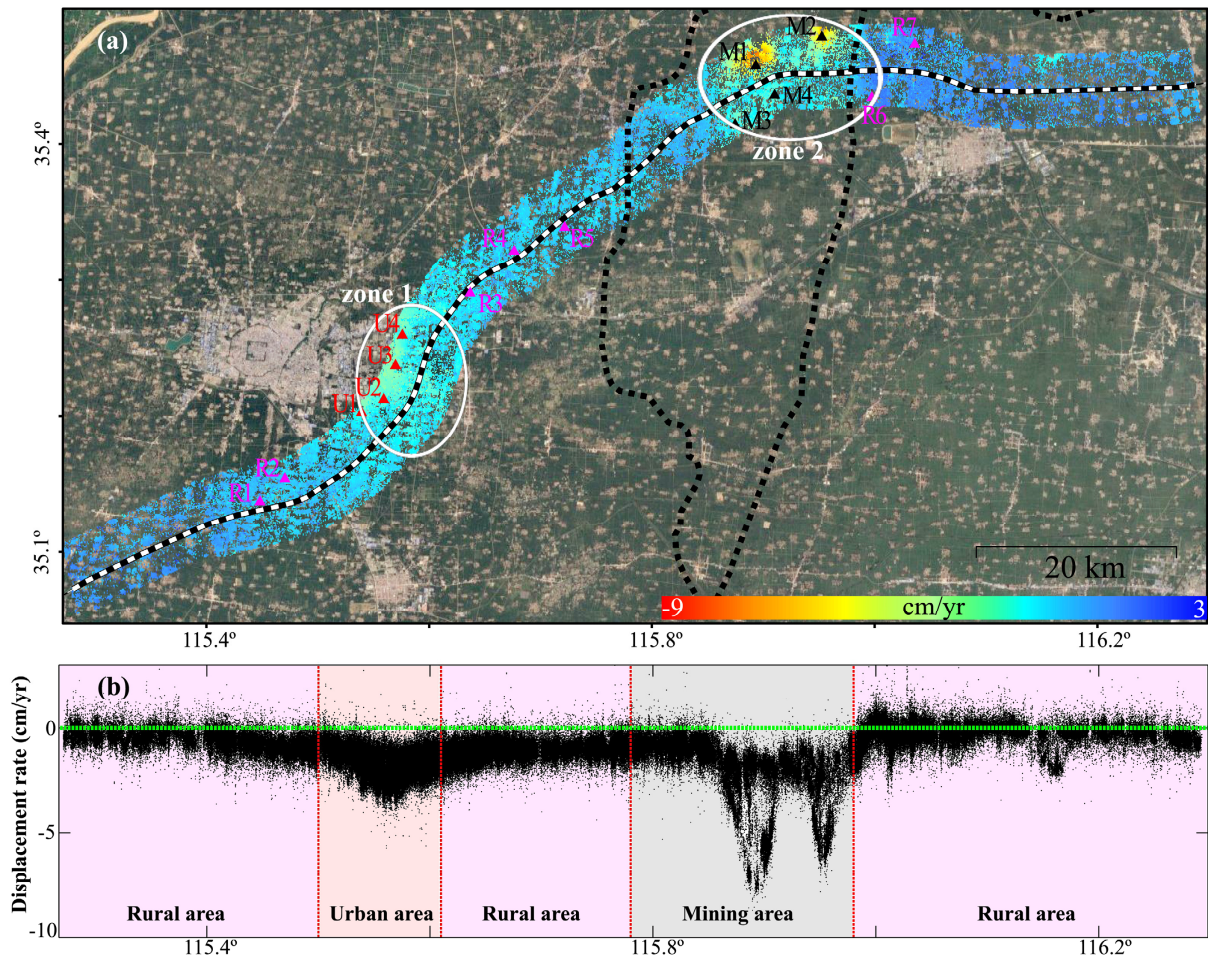 (a)
M2
R7
M1
M4
M3
R6
35.4°
zone 2
R4
R5
zone 1
R3
U4
U3
U2
U1
R2
R1
35.1°
20 km
-9 cm/yr 3
115.4° 115.8° 116.2°
(b)
Displacement rate (cm/yr)
0
-5
-10
Rural area Urban area Rural area Mining area Rural area
115.4° 115.8° 116.2°